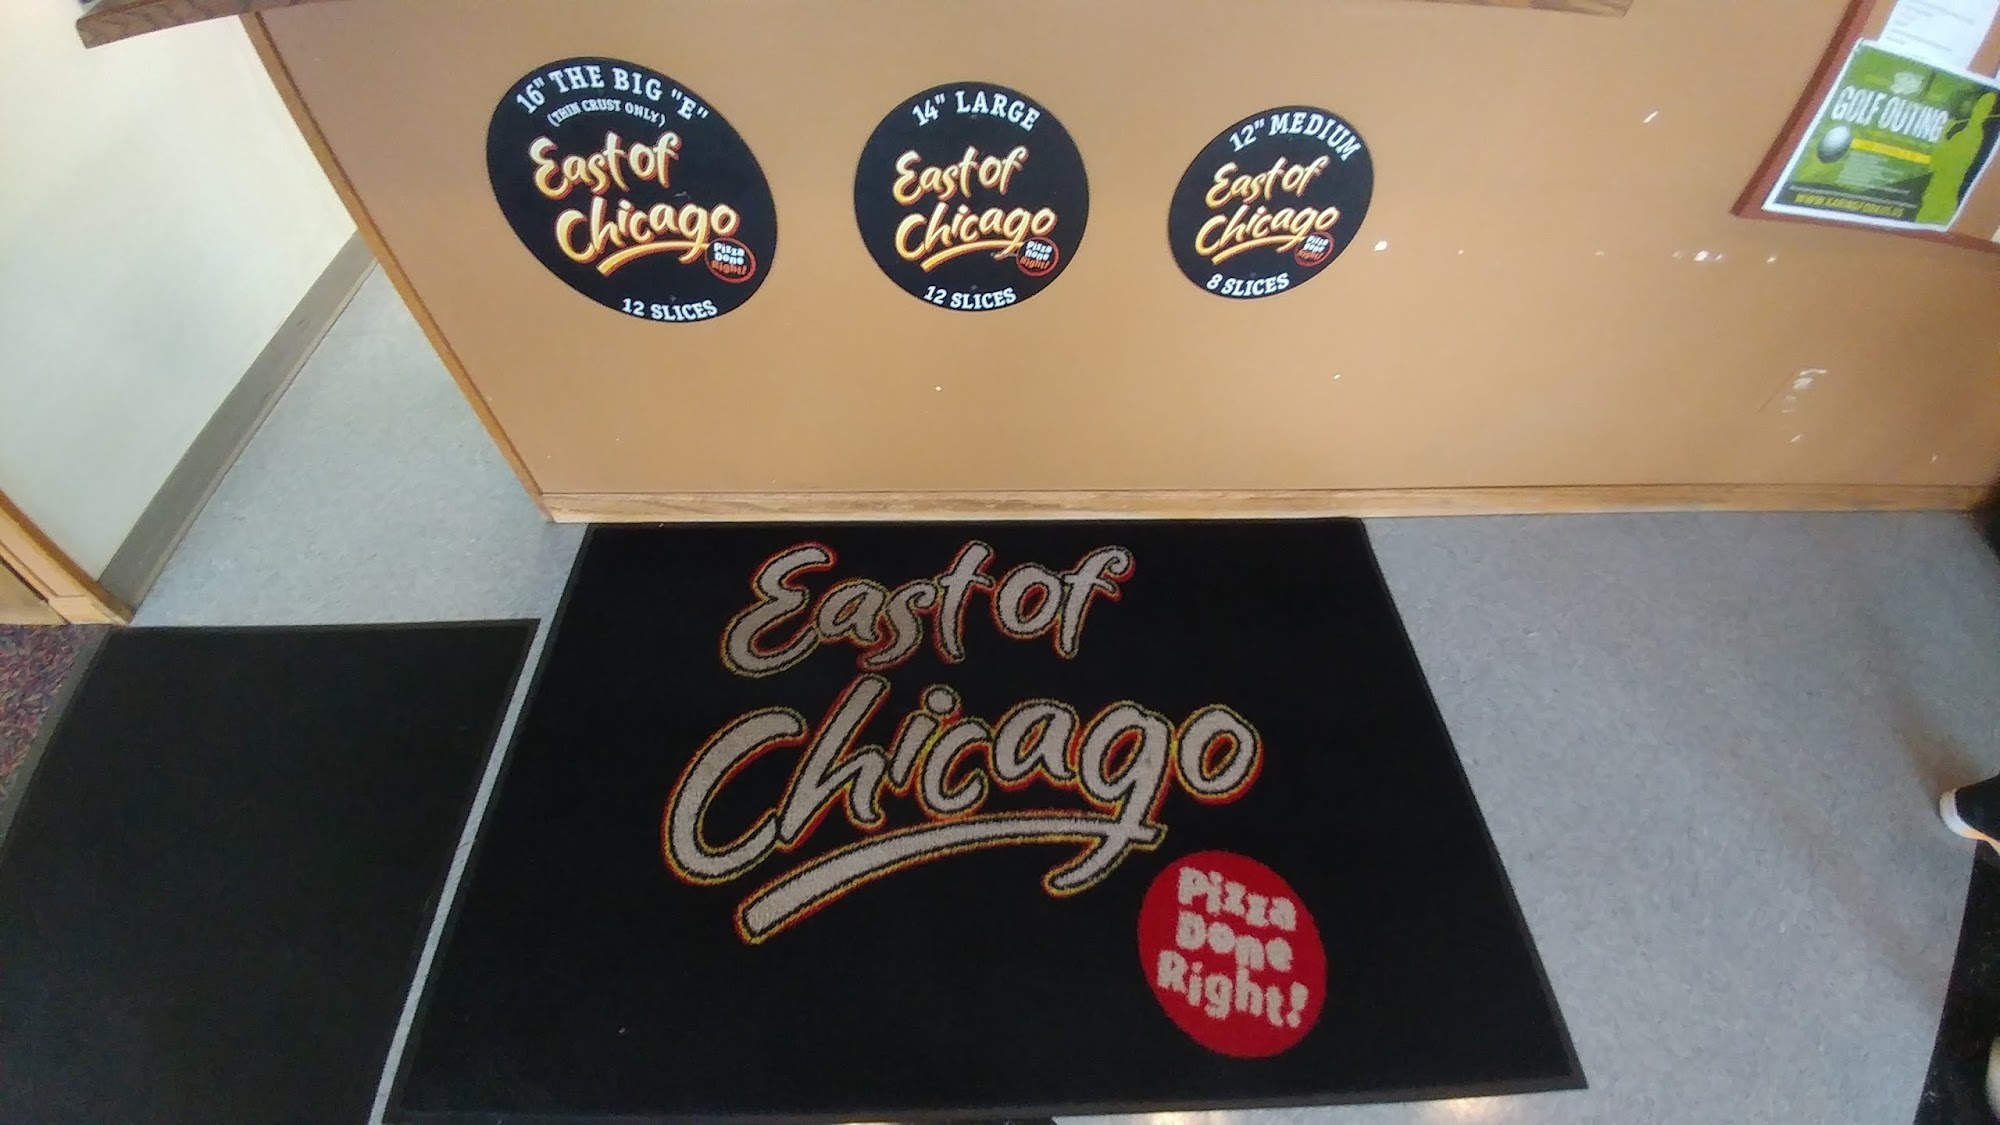 16" THE BIG "E"
(THIN CRUST ONLY)
East of
Chicago
Pizza
Done
Right!
12 SLICES
14" LARGE
East of
Chicago
Pizza
Done
Right!
12 SLICES
12" MEDIUM
East of
Chicago
Pizza
Done
Right!
8 SLICES
GOLF OUTING
East of
Chicago
Pizza
Done
Right!